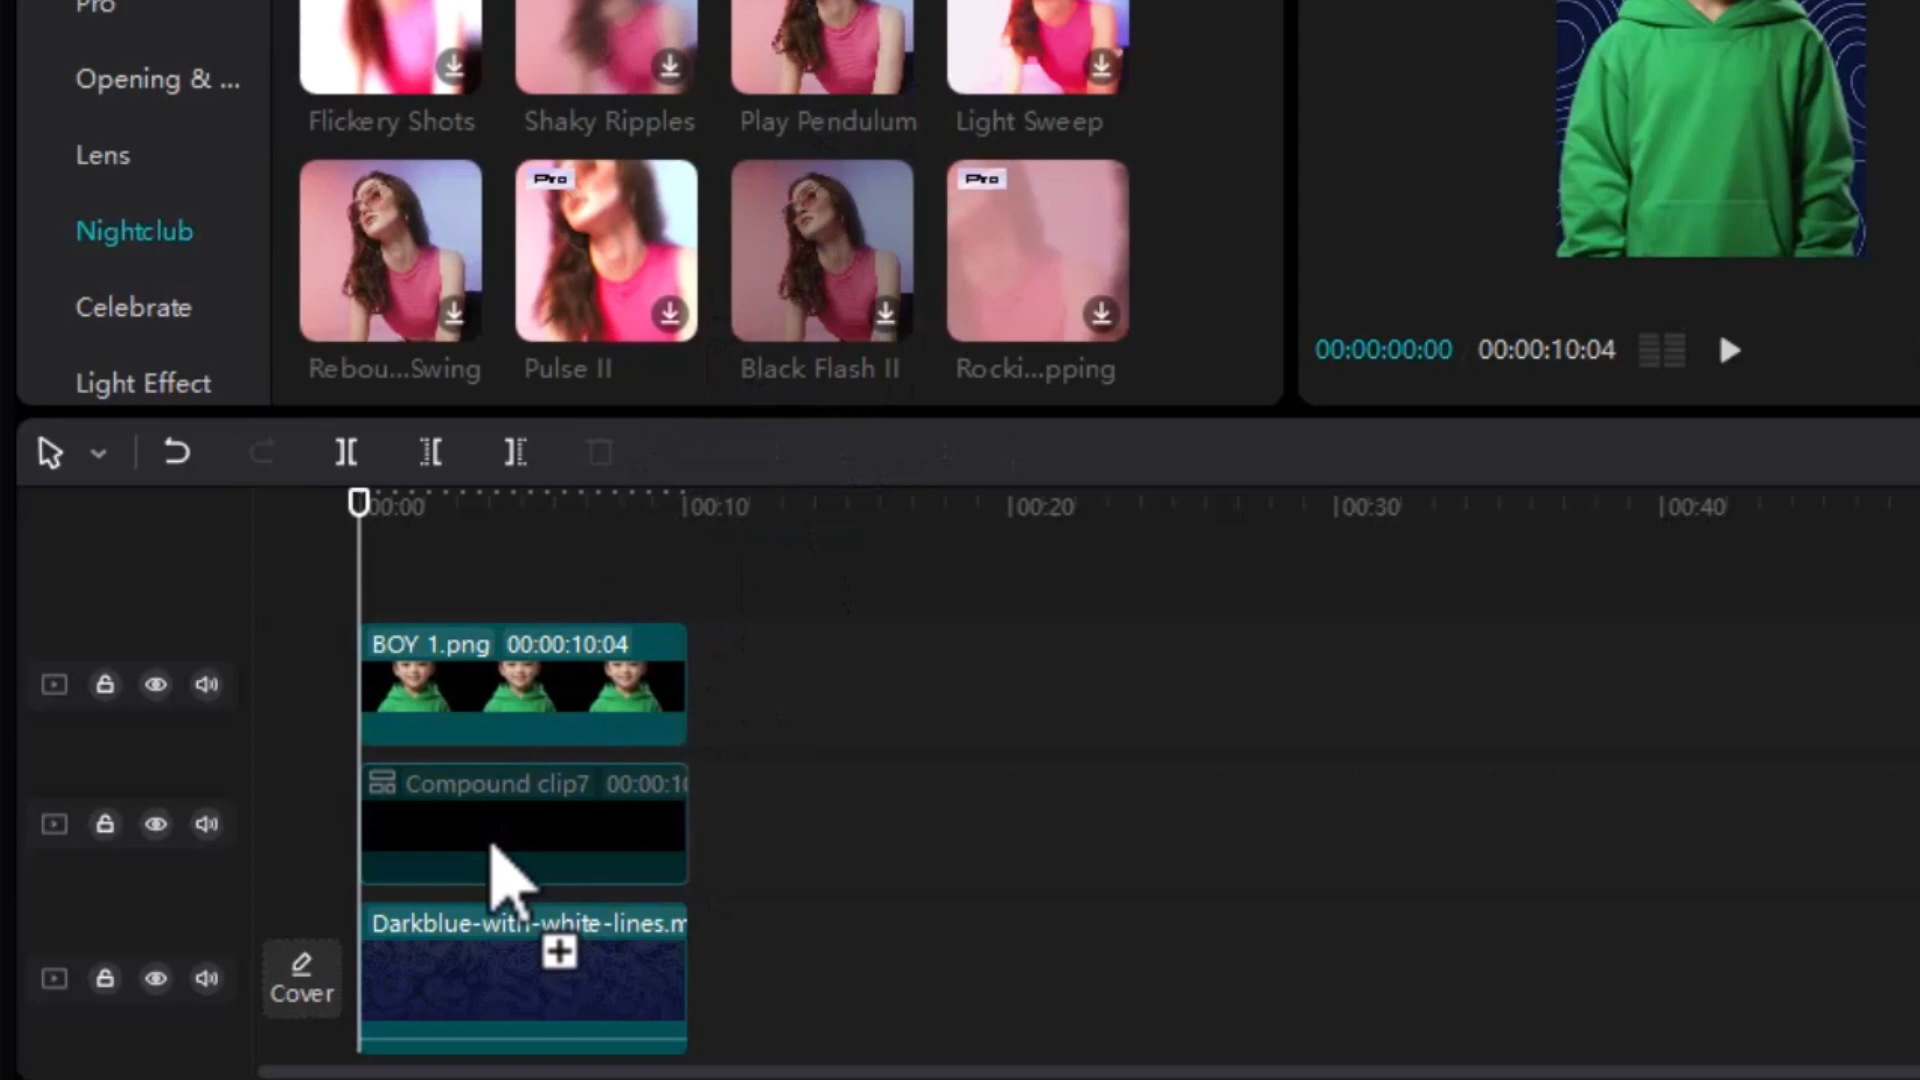 Pro
Opening & ...
Lens
Nightclub
Celebrate
Light Effect
Flickery Shots
Shaky Ripples
Play Pendulum
Light Sweep
Pro
Pro
Rebou...Swing
Pulse II
Black Flash II
Rocki...pping
00:00:00:00 / 00:00:10:04
00:00
00:10
00:20
00:30
00:40
BOY 1.png 00:00:10:04
Compound clip7 00:00:10
Darkblue-with-white-lines.m
Cover